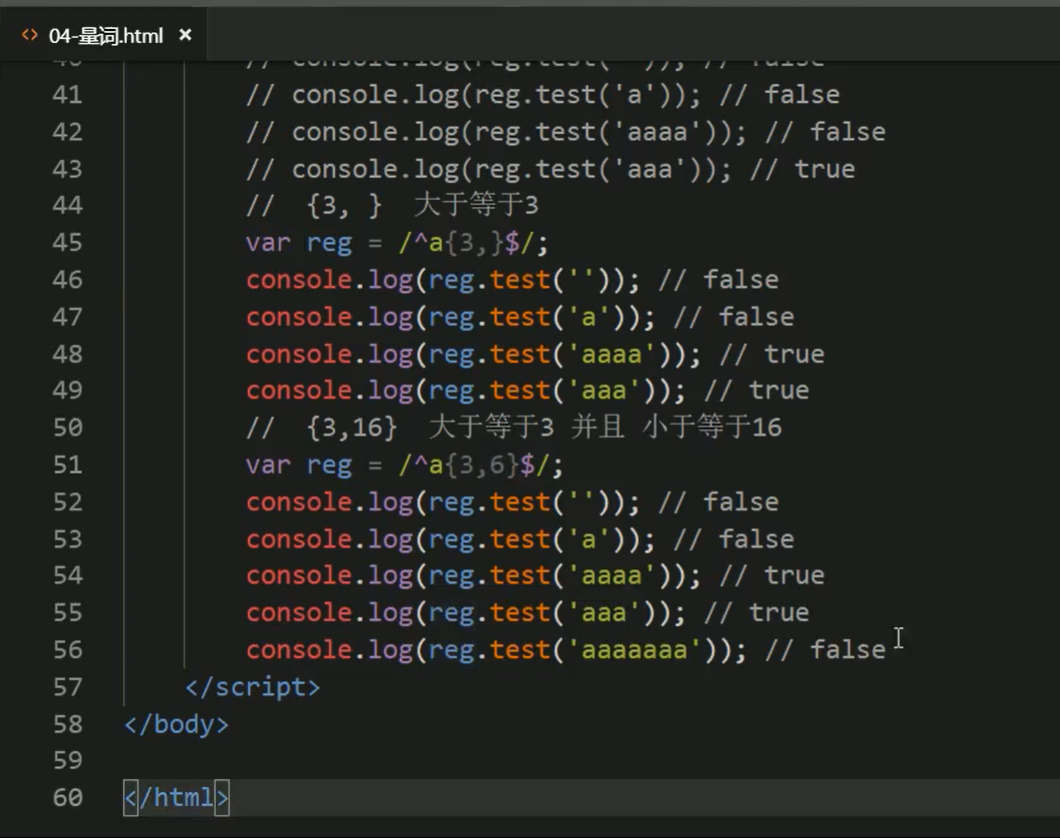 04-量词.html ×
41 // console.log(reg.test('a')); // false
42 // console.log(reg.test('aaaa')); // false
43 // console.log(reg.test('aaa')); // true
44 // {3, } 大于等于3
45 var reg = /^a{3,}$/;
46 console.log(reg.test('')); // false
47 console.log(reg.test('a')); // false
48 console.log(reg.test('aaaa')); // true
49 console.log(reg.test('aaa')); // true
50 // {3,16} 大于等于3 并且 小于等于16
51 var reg = /^a{3,6}$/;
52 console.log(reg.test('')); // false
53 console.log(reg.test('a')); // false
54 console.log(reg.test('aaaa')); // true
55 console.log(reg.test('aaa')); // true
56 console.log(reg.test('aaaaaaa')); // false
57 </script>
58 </body>
59
60 </html>